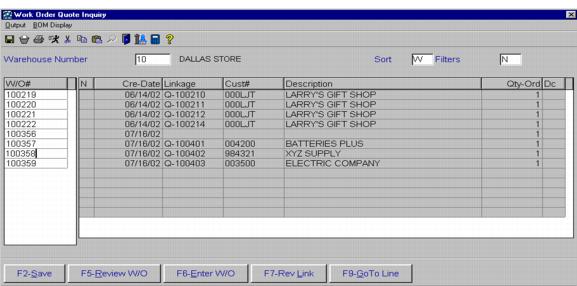 Work Order Quote Inquiry
Output BOM Display
Warehouse Number 10 DALLAS STORE Sort W Filters N
W/O# N Cre-Date Linkage Cust# Description Qty-Ord Dc
100219 06/14/02 Q-100210 000LJT LARRY'S GIFT SHOP 1
100220 06/14/02 Q-100211 000LJT LARRY'S GIFT SHOP 1
100221 06/14/02 Q-100212 000LJT LARRY'S GIFT SHOP 1
100222 06/14/02 Q-100214 000LJT LARRY'S GIFT SHOP 1
100356 07/16/02 1
100357 07/16/02 Q-100401 004200 BATTERIES PLUS 1
100358 07/16/02 Q-100402 984321 XYZ SUPPLY 1
100359 07/16/02 Q-100403 003500 ELECTRIC COMPANY 1
F2-Save F5-Review W/O F6-Enter W/O F7-Rev Link F9-GoTo Line